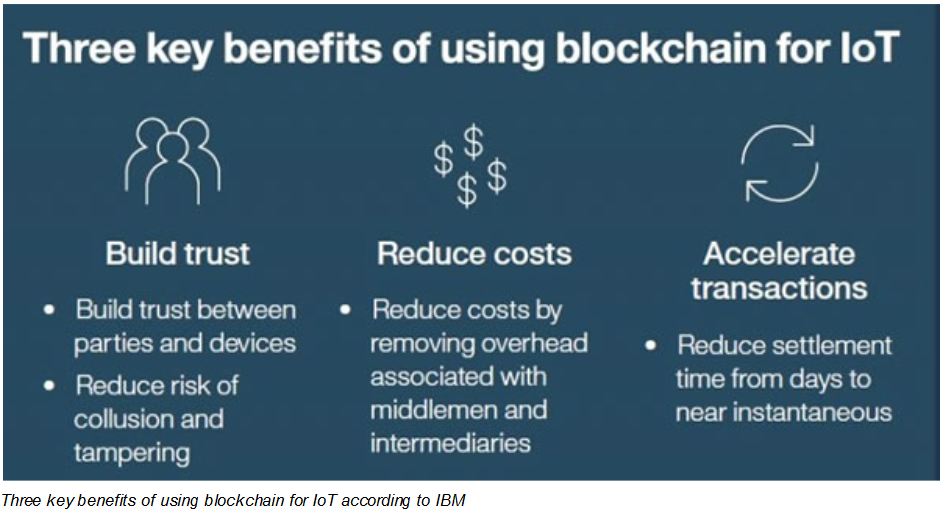 Three key benefits of using blockchain for IoT
$ $ $ $
Build trust
• Build trust between
parties and devices
• Reduce risk of
collusion and
tampering
Reduce costs
• Reduce costs by
removing overhead
associated with
middlemen and
intermediaries
Accelerate
transactions
• Reduce settlement
time from days to
near instantaneous
Three key benefits of using blockchain for IoT according to IBM